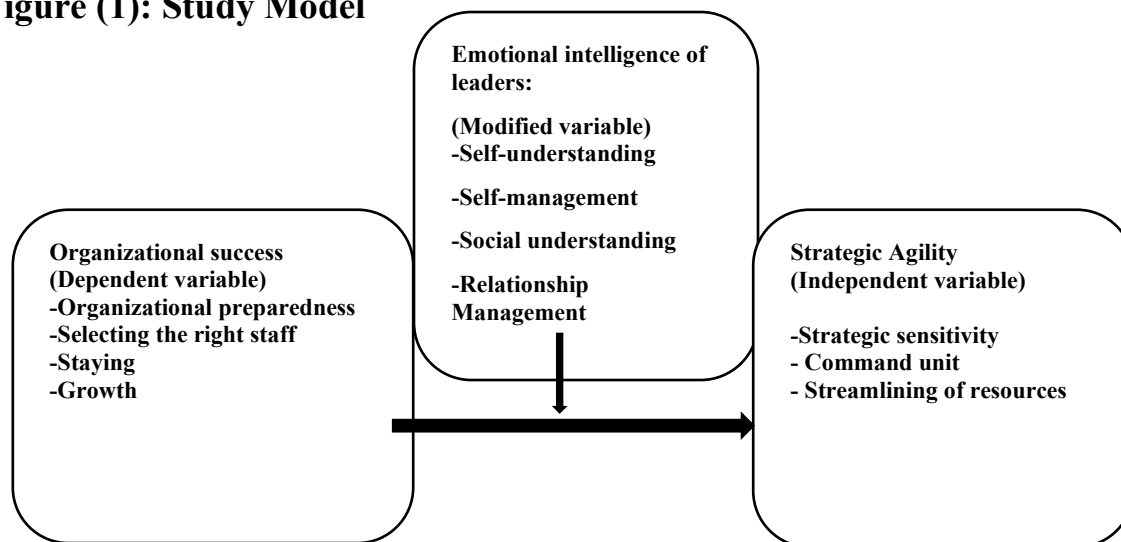 igure (1): Study Model
Emotional intelligence of
leaders:
(Modified variable)
-Self-understanding
-Self-management
-Social understanding
-Relationship
Management
Organizational success
(Dependent variable)
-Organizational preparedness
-Selecting the right staff
-Staying
-Growth
Strategic Agility
(Independent variable)
-Strategic sensitivity
- Command unit
- Streamlining of resources